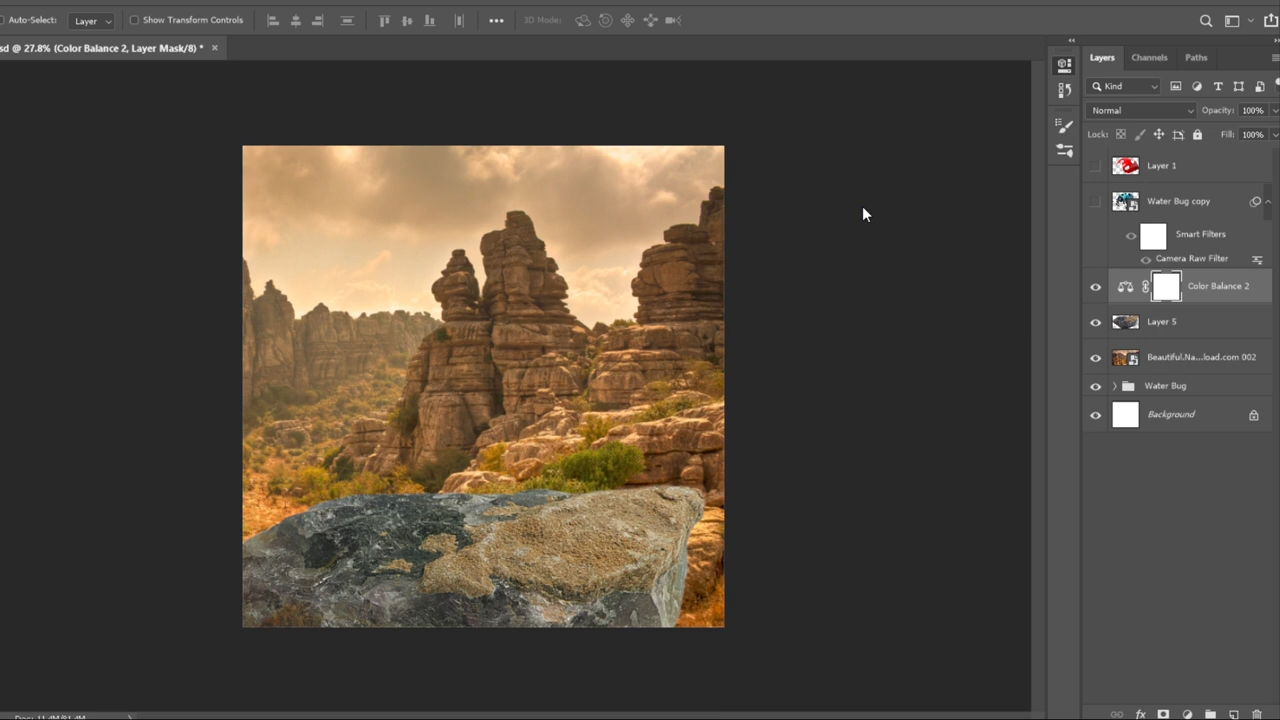 Auto-Select: Layer Show Transform Controls 3D Mode:
sd @ 27.8% (Color Balance 2, Layer Mask/8) *
Layers Channels Paths
Kind
Normal Opacity: 100%
Lock: Fill: 100%
Layer 1
Water Bug copy
Smart Filters
Camera Raw Filter
Color Balance 2
Layer 5
Beautiful.Na...load.com 002
Water Bug
Background
fx